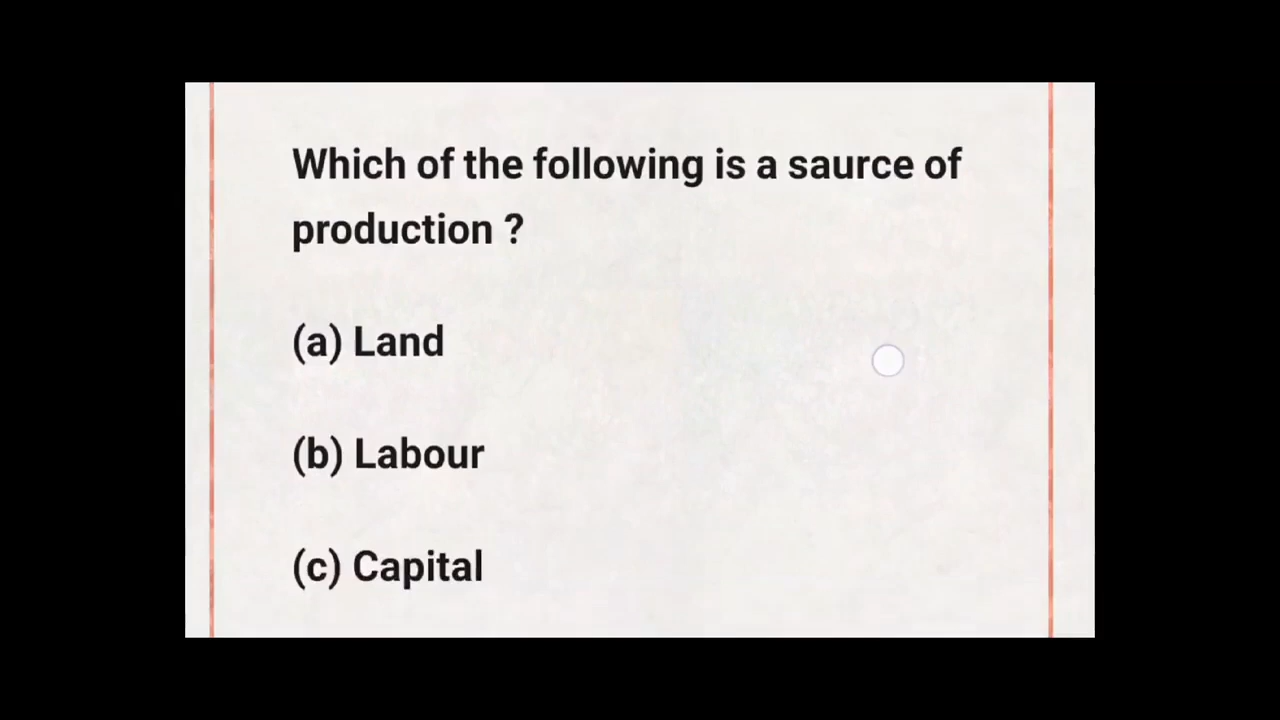 Which of the following is a saurce of
production ?
(a) Land
(b) Labour
(c) Capital